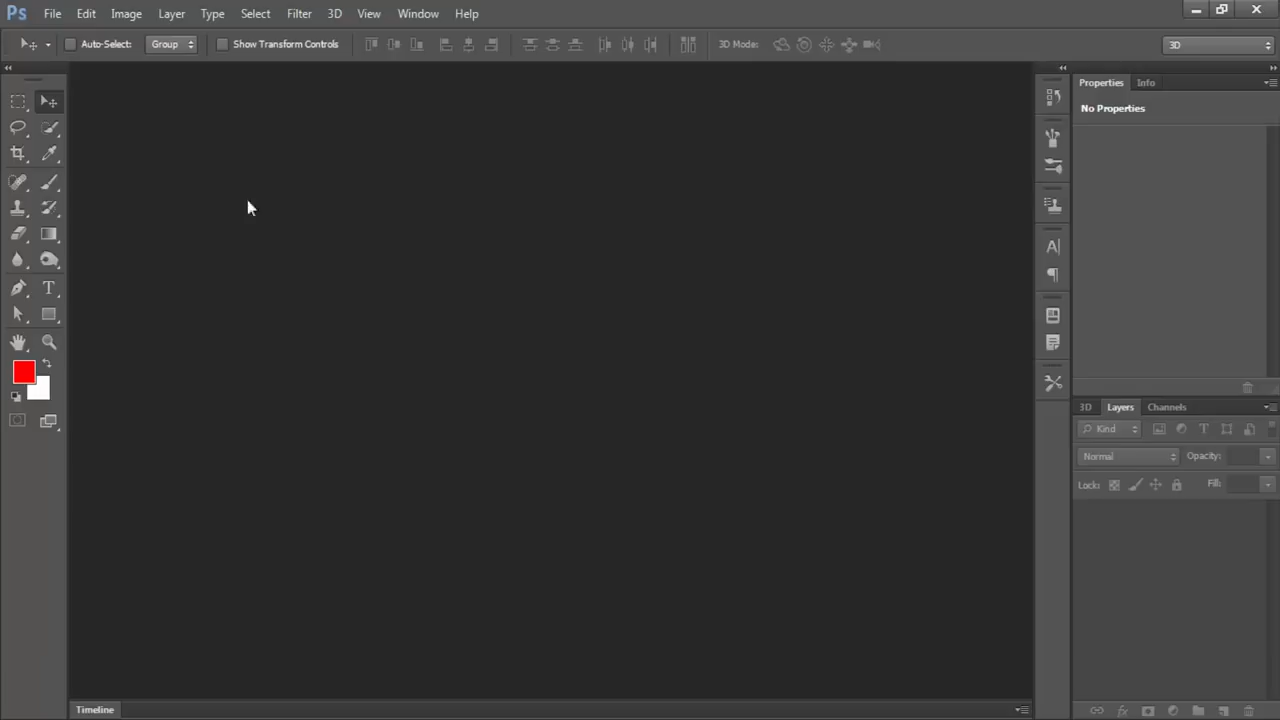 Ps File Edit Image Layer Type Select Filter 3D View Window Help
Auto-Select: Group Show Transform Controls 3D Mode: 3D
Properties Info
No Properties
3D Layers Channels
Kind
Normal Opacity:
Lock: Fill:
Timeline